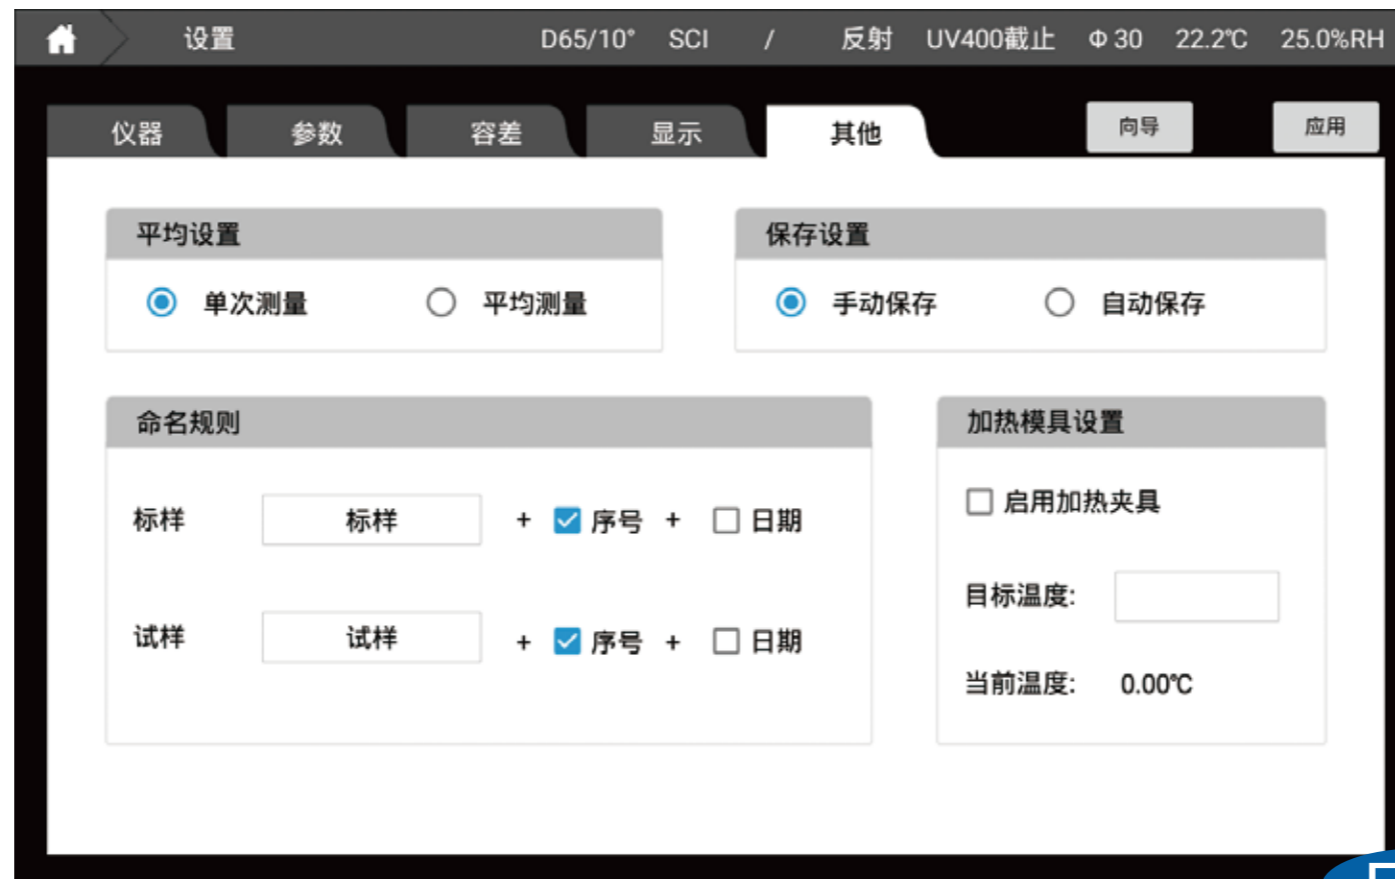 设置 D65/10° SCI / 反射 UV400截止 Φ 30 22.2℃ 25.0%RH
仪器 参数 容差 显示 其他 向导 应用
平均设置 保存设置
单次测量 平均测量 手动保存 自动保存
命名规则 加热模具设置
标样 标样 + 序号 + 日期
启用加热夹具
目标温度:
试样 试样 + 序号 + 日期
当前温度: 0.00℃